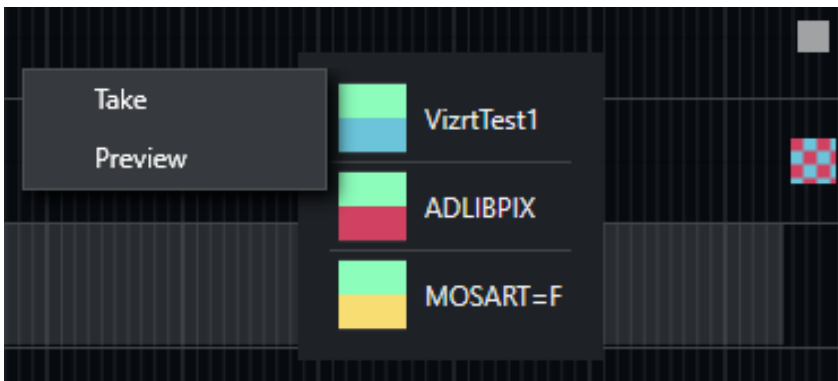 Take
Preview
VizrtTest1
ADLIBPIX
MOSART=F